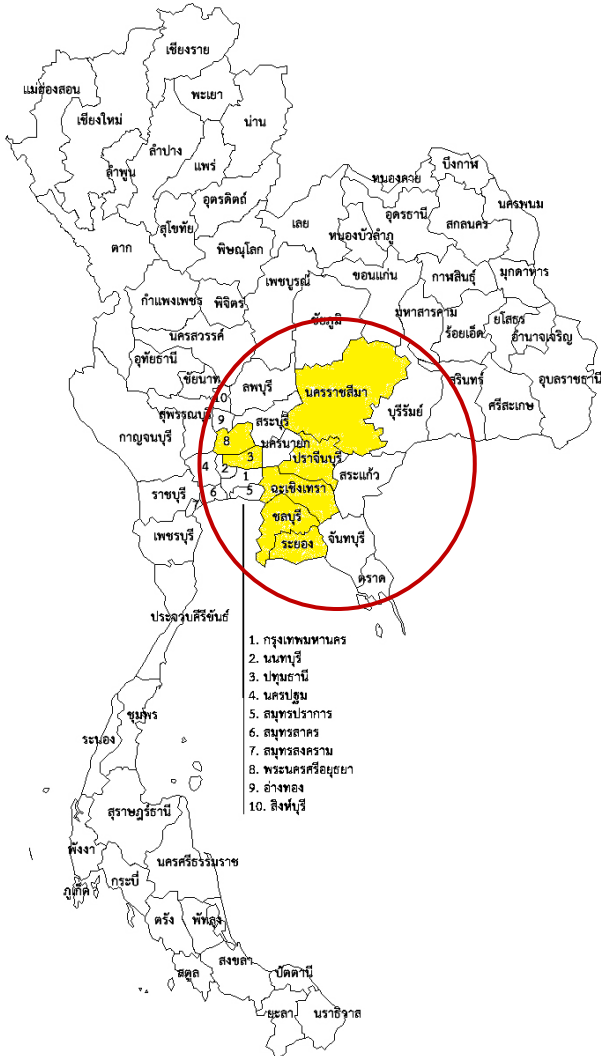 เชียงราย
แม่ฮ่องสอน
พะเยา
เชียงใหม่
น่าน
ลำปาง
แพร่
ลำพูน
บึงกาฬ
หนองคาย
อุตรดิตถ์
นครพนม
อุดรธานี
สกลนคร
เลย
สุโขทัย
หนองบัวลำภู
ตาก
พิษณุโลก
ขอนแก่น
กาฬสินธุ์
มุกดาหาร
เพชรบูรณ์
กำแพงเพชร
พิจิตร
มหาสารคาม
ยโสธร
ชัยภูมิ
ร้อยเอ็ด
อำนาจเจริญ
นครสวรรค์
อุทัยธานี
ชัยนาท
ลพบุรี
นครราชสีมา
สุรินทร์
อุบลราชธานี
10
ศรีสะเกษ
สุพรรณบุรี
9
สระบุรี
บุรีรัมย์
กาญจนบุรี
8
นครนายก
3
ปราจีนบุรี
4
2
สระแก้ว
1
ราชบุรี
6
5
ฉะเชิงเทรา
7
ชลบุรี
เพชรบุรี
ระยอง
จันทบุรี
ตราด
ประจวบคีรีขันธ์
1. กรุงเทพมหานคร
2. นนทบุรี
3. ปทุมธานี
4. นครปฐม
5. สมุทรปราการ
6. สมุทรสาคร
7. สมุทรสงคราม
8. พระนครศรีอยุธยา
9. อ่างทอง
10. สิงห์บุรี
ชุมพร
ระนอง
สุราษฎร์ธานี
พังงา
นครศรีธรรมราช
กระบี่
ภูเก็ต
ตรัง
พัทลุง
สงขลา
สตูล
ปัตตานี
ยะลา
นราธิวาส